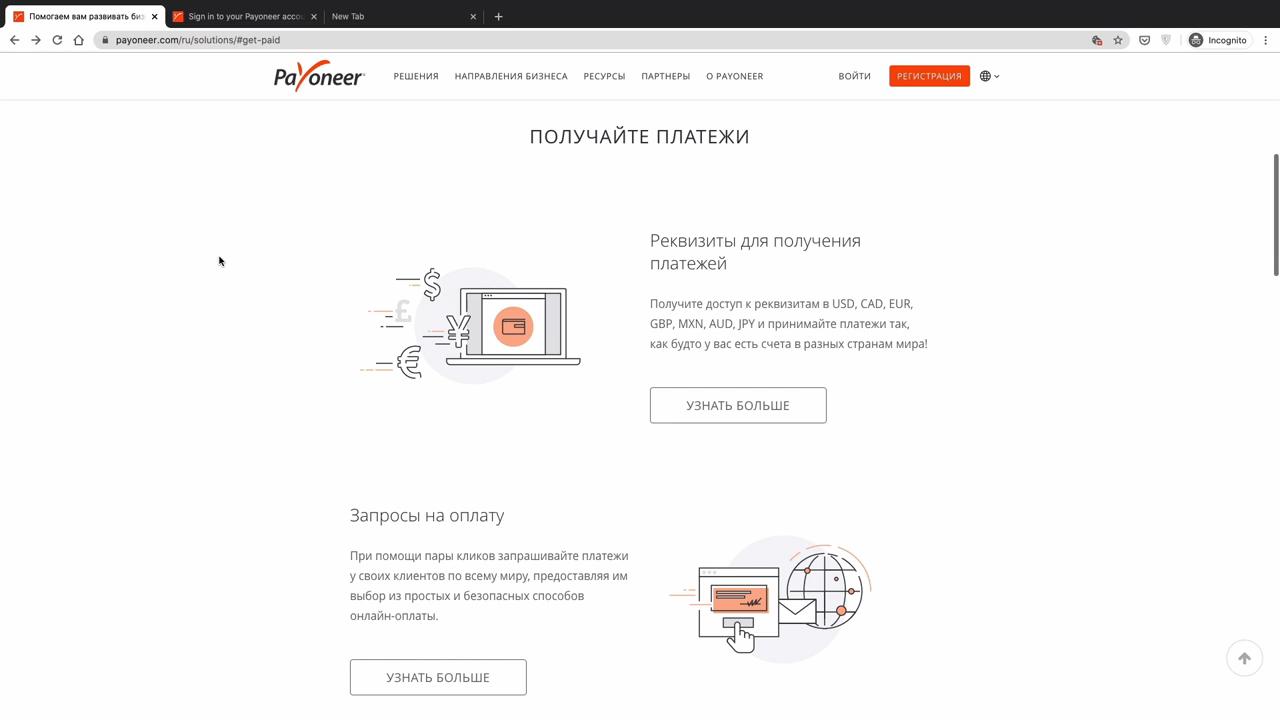 Помогаем вам развивать биз
Sign in to your Payoneer accou
New Tab
payoneer.com/ru/solutions/#get-paid
Incognito
Payoneer
РЕШЕНИЯ
НАПРАВЛЕНИЯ БИЗНЕСА
РЕСУРСЫ
ПАРТНЕРЫ
О PAYONEER
ВОЙТИ
РЕГИСТРАЦИЯ
ПОЛУЧАЙТЕ ПЛАТЕЖИ
Реквизиты для получения
платежей
Получите доступ к реквизитам в USD, CAD, EUR,
GBP, MXN, AUD, JPY и принимайте платежи так,
как будто у вас есть счета в разных странам мира!
УЗНАТЬ БОЛЬШЕ
Запросы на оплату
При помощи пары кликов запрашивайте платежи
у своих клиентов по всему миру, предоставляя им
выбор из простых и безопасных способов
онлайн-оплаты.
УЗНАТЬ БОЛЬШЕ